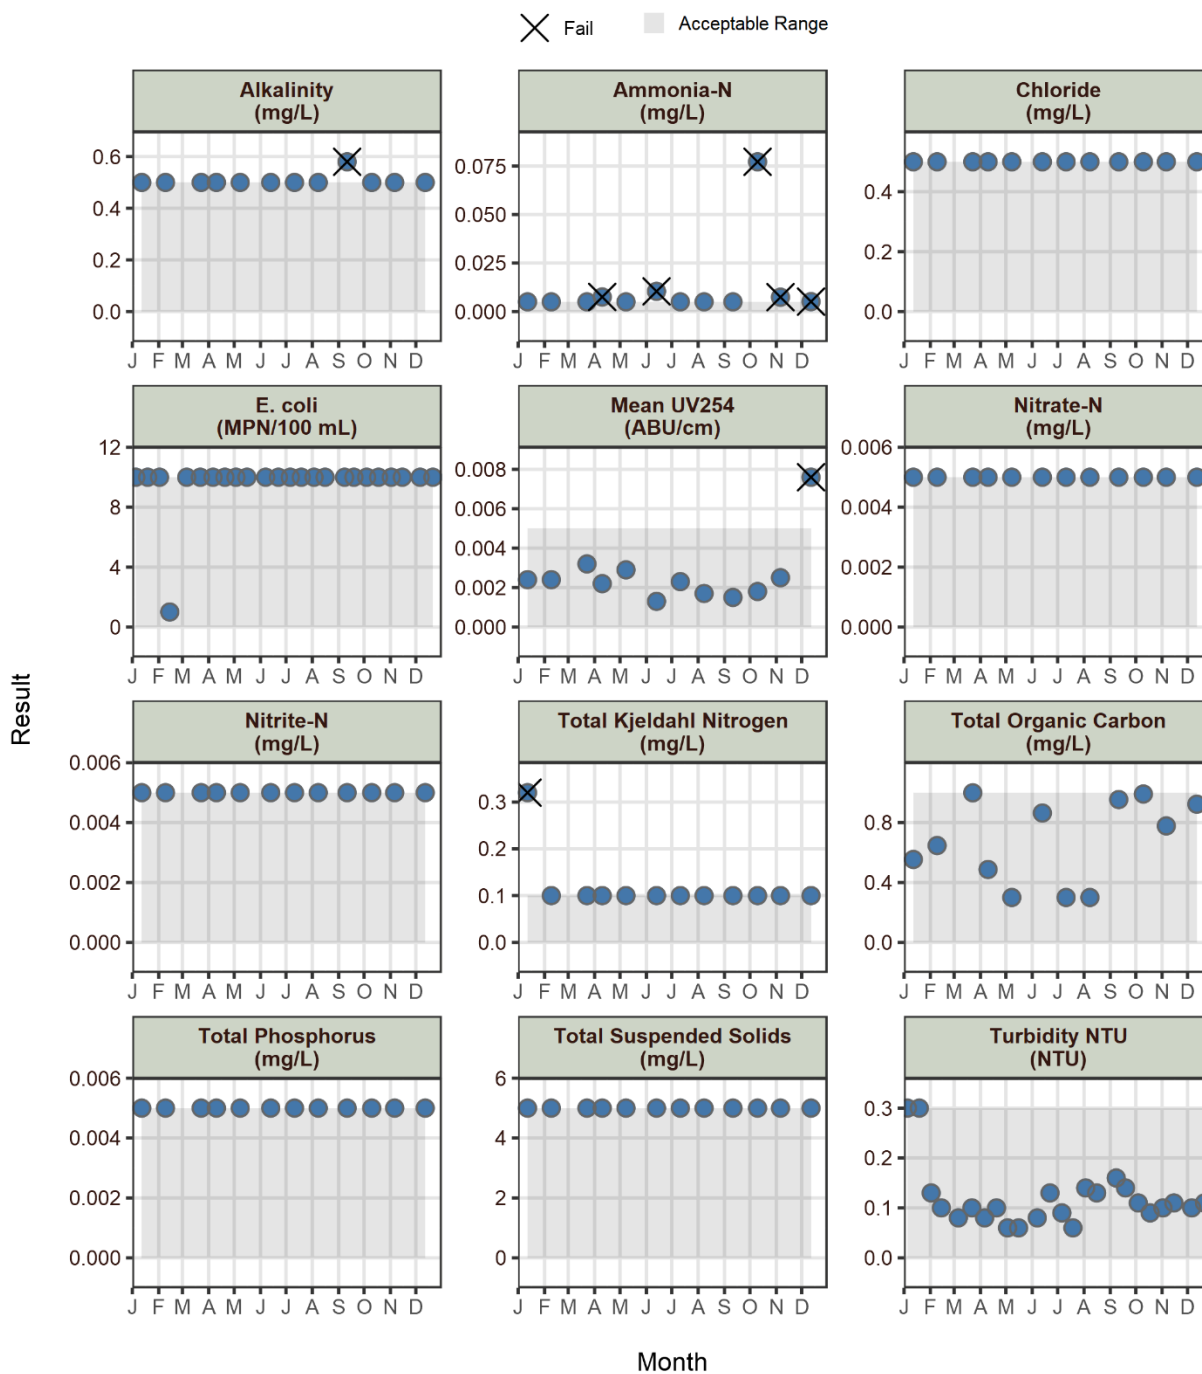 Fail
Acceptable Range
Alkalinity
(mg/L)
Ammonia-N
(mg/L)
Chloride
(mg/L)
0.6
0.4
0.2
0.0
0.075
0.050
0.025
0.000
0.4
0.2
0.0
J F M A M J J A S O N D
J F M A M J J A S O N D
J F M A M J J A S O N D
E. coli
(MPN/100 mL)
Mean UV254
(ABU/cm)
Nitrate-N
(mg/L)
12
8
4
0
0.008
0.006
0.004
0.002
0.000
0.006
0.004
0.002
0.000
J F M A M J J A S O N D
J F M A M J J A S O N D
J F M A M J J A S O N D
Result
Nitrite-N
(mg/L)
Total Kjeldahl Nitrogen
(mg/L)
Total Organic Carbon
(mg/L)
0.006
0.004
0.002
0.000
0.3
0.2
0.1
0.0
0.8
0.4
0.0
J F M A M J J A S O N D
J F M A M J J A S O N D
J F M A M J J A S O N D
Total Phosphorus
(mg/L)
Total Suspended Solids
(mg/L)
Turbidity NTU
(NTU)
0.006
0.004
0.002
0.000
6
4
2
0
0.3
0.2
0.1
0.0
J F M A M J J A S O N D
J F M A M J J A S O N D
J F M A M J J A S O N D
Month